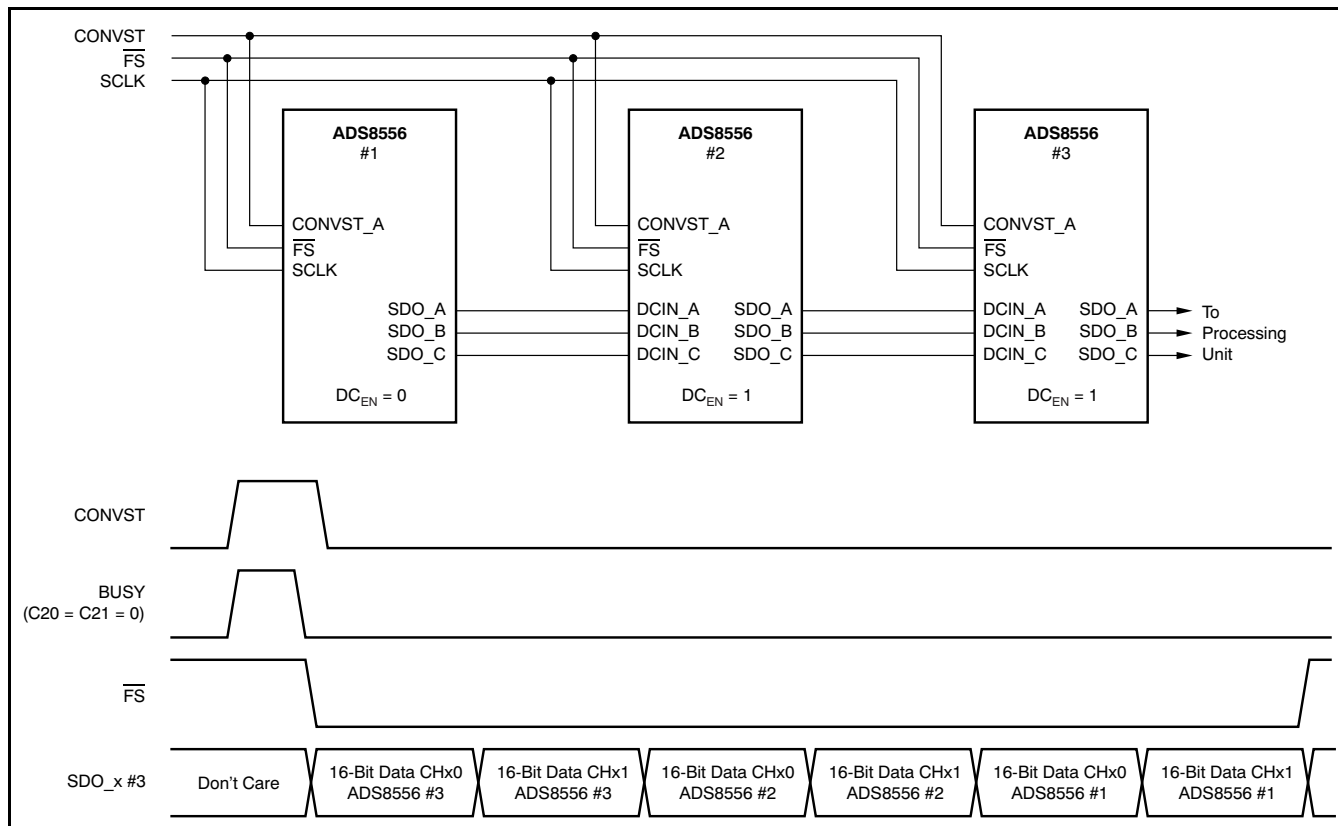 CONVST
FS
SCLK
ADS8556
#1
CONVST_A
FS
SCLK
SDO_A
SDO_B
SDO_C
DCEN = 0
ADS8556
#2
CONVST_A
FS
SCLK
DCIN_A SDO_A
DCIN_B SDO_B
DCIN_C SDO_C
DCEN = 1
ADS8556
#3
CONVST_A
FS
SCLK
DCIN_A SDO_A
DCIN_B SDO_B
DCIN_C SDO_C
DCEN = 1
To
Processing
Unit
CONVST
BUSY
(C20 = C21 = 0)
FS
SDO_x #3
Don't Care
16-Bit Data CHx0
ADS8556 #3
16-Bit Data CHx1
ADS8556 #3
16-Bit Data CHx0
ADS8556 #2
16-Bit Data CHx1
ADS8556 #2
16-Bit Data CHx0
ADS8556 #1
16-Bit Data CHx1
ADS8556 #1